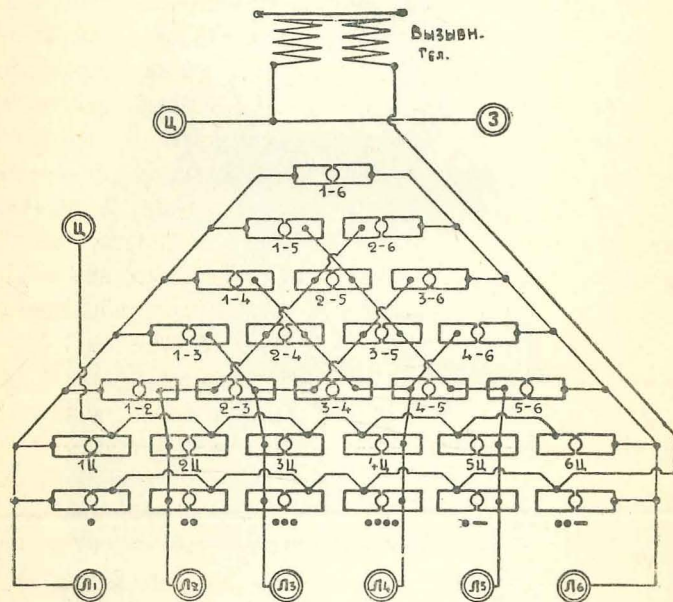 Вызывн.
тел.
Ц З
1-6
Ц
1-5 2-6
1-4 2-5 3-6
1-3 2-4 3-5 4-6
1-2 2-3 3-4 4-5 5-6
1Ц 2Ц 3Ц 4Ц 5Ц 6Ц
• •• ••• •••• •— ••—
Л1 Л2 Л3 Л4 Л5 Л6